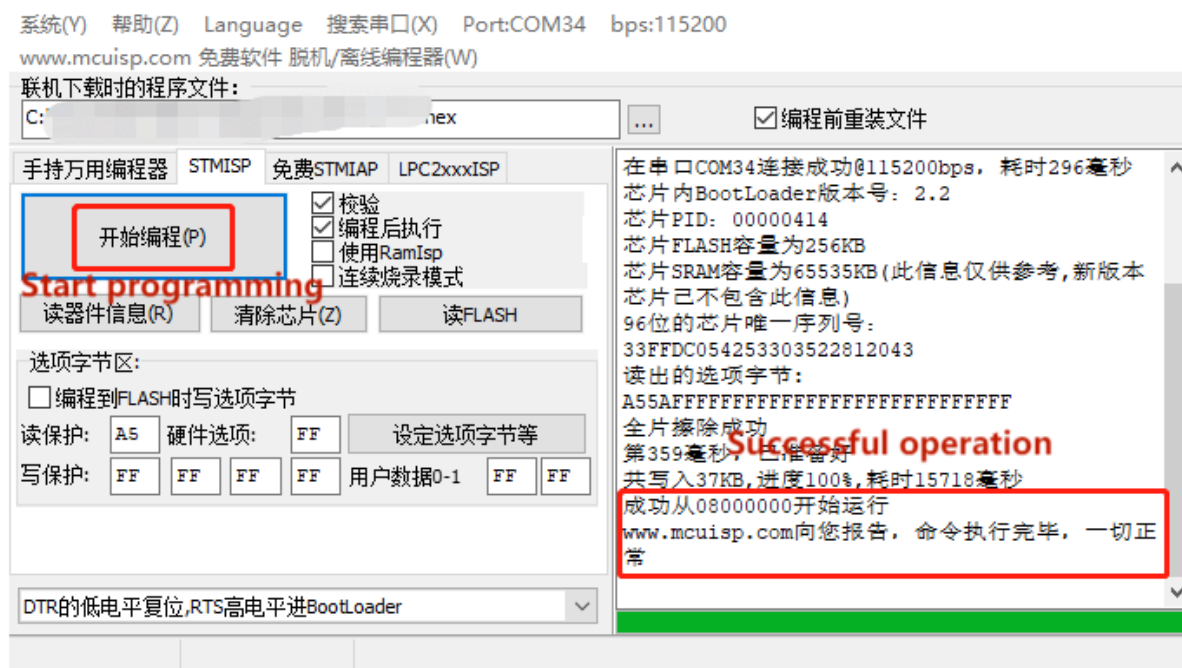 系统(Y) 帮助(Z) Language 搜索串口(X) Port:COM34 bps:115200
www.mcuisp.com 免费软件 脱机/离线编程器(W)
联机下载时的程序文件：
C: hex ... 编程前重装文件
手持万用编程器 STMISP 免费STMIAP LPC2xxxISP
开始编程(P)
Start programming
校验
编程后执行
使用RamIsp
连续烧录模式
读器件信息(R) 清除芯片(Z) 读FLASH
选项字节区:
编程到FLASH时写选项字节
读保护: A5 硬件选项: FF 设定选项字节等
写保护: FF FF FF FF 用户数据0-1 FF FF
DTR的低电平复位,RTS高电平进BootLoader
在串口COM34连接成功@115200bps，耗时296毫秒
芯片内BootLoader版本号：2.2
芯片PID：00000414
芯片FLASH容量为256KB
芯片SRAM容量为65535KB(此信息仅供参考,新版本
芯片已不包含此信息)
96位的芯片唯一序列号：
33FFDC054253303522812043
读出的选项字节：
A55AFFFFFFFFFFFFFFFFFFFFFFFFFFFF
全片擦除成功
Successful operation
第359毫秒，已准备好
共写入37KB,进度100%,耗时15718毫秒
成功从08000000开始运行
www.mcuisp.com向您报告，命令执行完毕，一切正
常